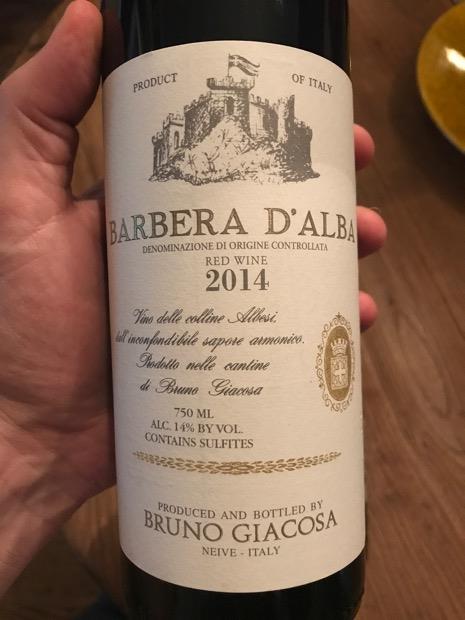 PRODUCT OF ITALY
BARBERA D'ALBA
DENOMINAZIONE DI ORIGINE CONTROLLATA
RED WINE
2014
Vino delle colline Albesi,
dall'inconfondibile sapore armonico.
Prodotto nelle cantine
di Bruno Giacosa
750 ML
ALC. 14% BY VOL.
CONTAINS SULFITES
PRODUCED AND BOTTLED BY
BRUNO GIACOSA
NEIVE - ITALY